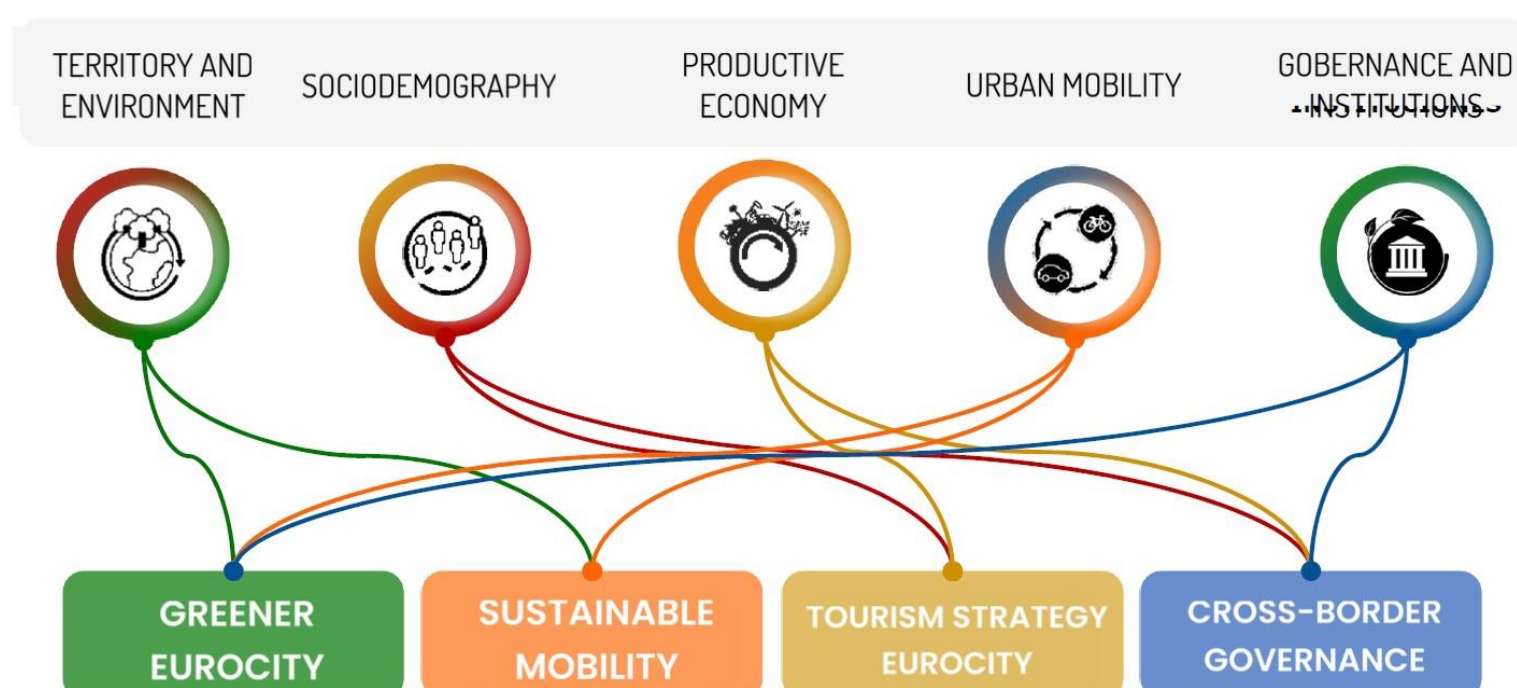 TERRITORY AND
ENVIRONMENT
SOCIODEMOGRAPHY
PRODUCTIVE
ECONOMY
URBAN MOBILITY
GOBERNANCE AND
INSTITUTIONS
GREENER
EUROCITY
SUSTAINABLE
MOBILITY
TOURISM STRATEGY
EUROCITY
CROSS-BORDER
GOVERNANCE